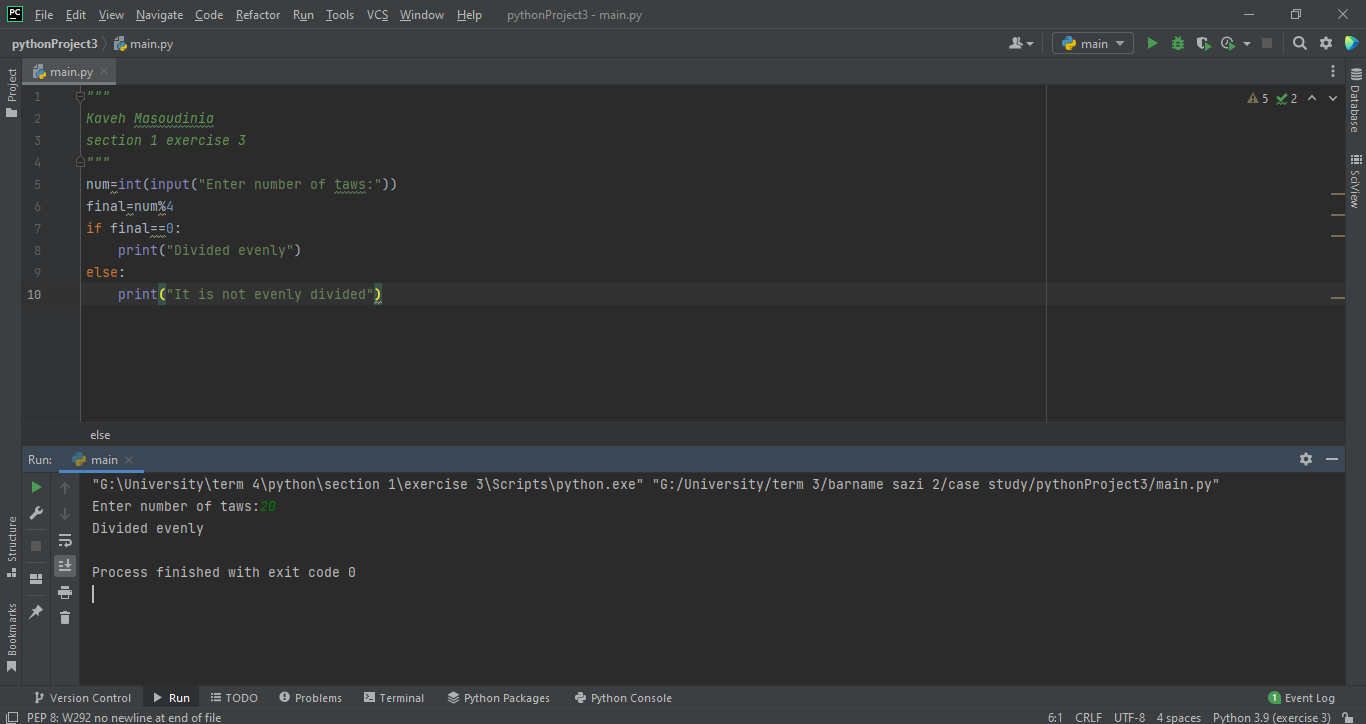 File Edit View Navigate Code Refactor Run Tools VCS Window Help pythonProject3 - main.py
pythonProject3 main.py main
main.py
Project
Database
SciView
5 2
1 """
2 Kaveh Masoudinia
3 section 1 exercise 3
4 """
5 num=int(input("Enter number of taws:"))
6 final=num%4
7 if final==0:
8 print("Divided evenly")
9 else:
10 print("It is not evenly divided")
else
Run: main
"G:\University\term 4\python\section 1\exercise 3\Scripts\python.exe" "G:/University/term 3/barname sazi 2/case study/pythonProject3/main.py"
Enter number of taws:20
Divided evenly
Process finished with exit code 0
Structure
Bookmarks
Version Control Run TODO Problems Terminal Python Packages Python Console 1 Event Log
PEP 8: W292 no newline at end of file 6:1 CRLF UTF-8 4 spaces Python 3.9 (exercise 3)